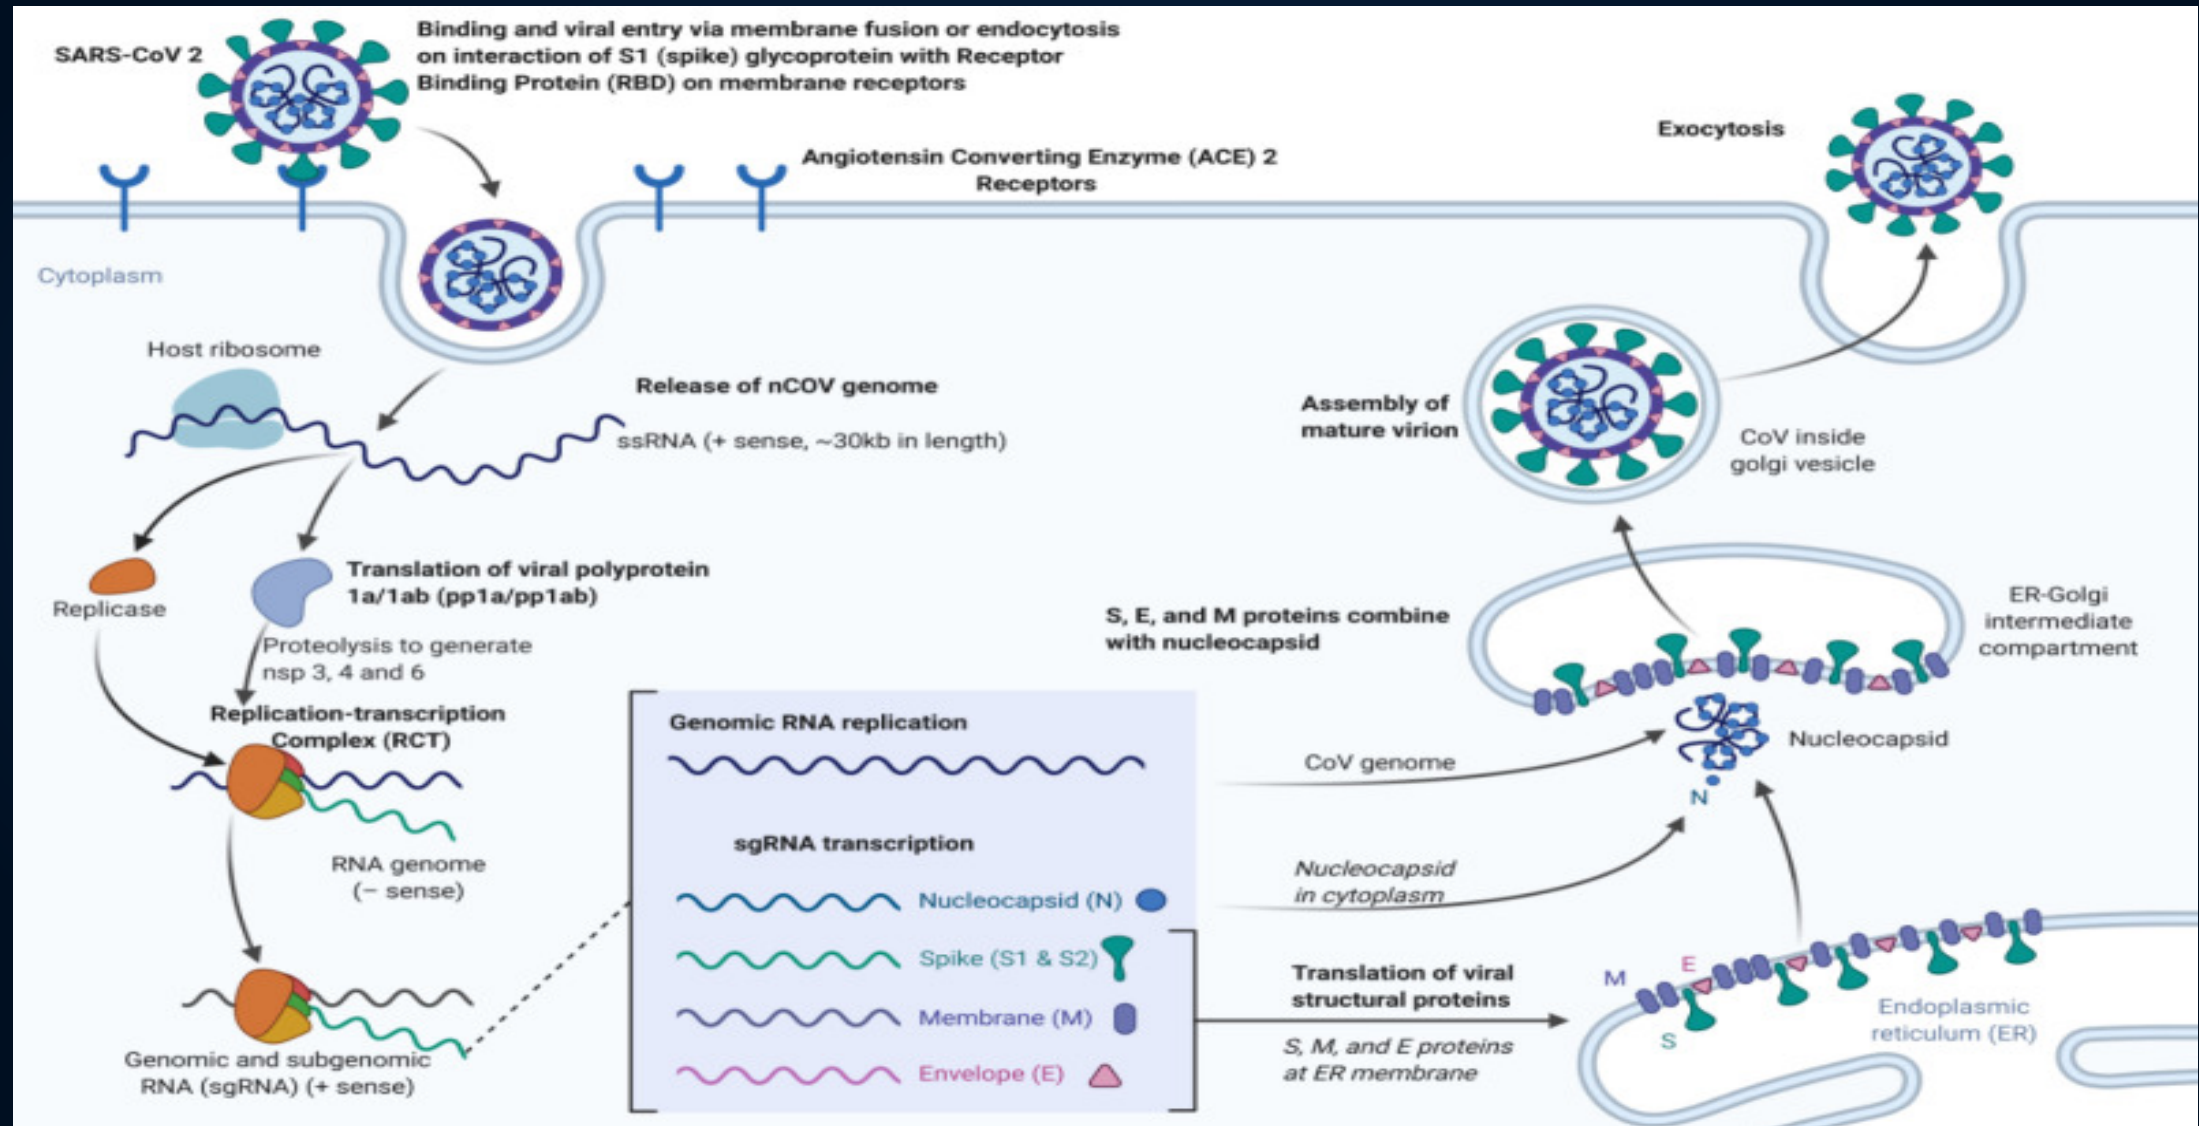 SARS-CoV 2
Binding and viral entry via membrane fusion or endocytosis
on interaction of S1 (spike) glycoprotein with Receptor
Binding Protein (RBD) on membrane receptors
Angiotensin Converting Enzyme (ACE) 2
Receptors
Exocytosis
Cytoplasm
Host ribosome
Release of nCOV genome
ssRNA (+ sense, ~30kb in length)
Replicase
Translation of viral polyprotein
1a/1ab (pp1a/pp1ab)
Proteolysis to generate
nsp 3, 4 and 6
Replication-transcription
Complex (RCT)
RNA genome
(− sense)
Genomic and subgenomic
RNA (sgRNA) (+ sense)
Genomic RNA replication
sgRNA transcription
Nucleocapsid (N)
Spike (S1 & S2)
Membrane (M)
Envelope (E)
CoV genome
Nucleocapsid
in cytoplasm
Translation of viral
structural proteins
S, M, and E proteins
at ER membrane
M
E
S
Endoplasmic
reticulum (ER)
N
Nucleocapsid
S, E, and M proteins combine
with nucleocapsid
ER-Golgi
intermediate
compartment
Assembly of
mature virion
CoV inside
golgi vesicle